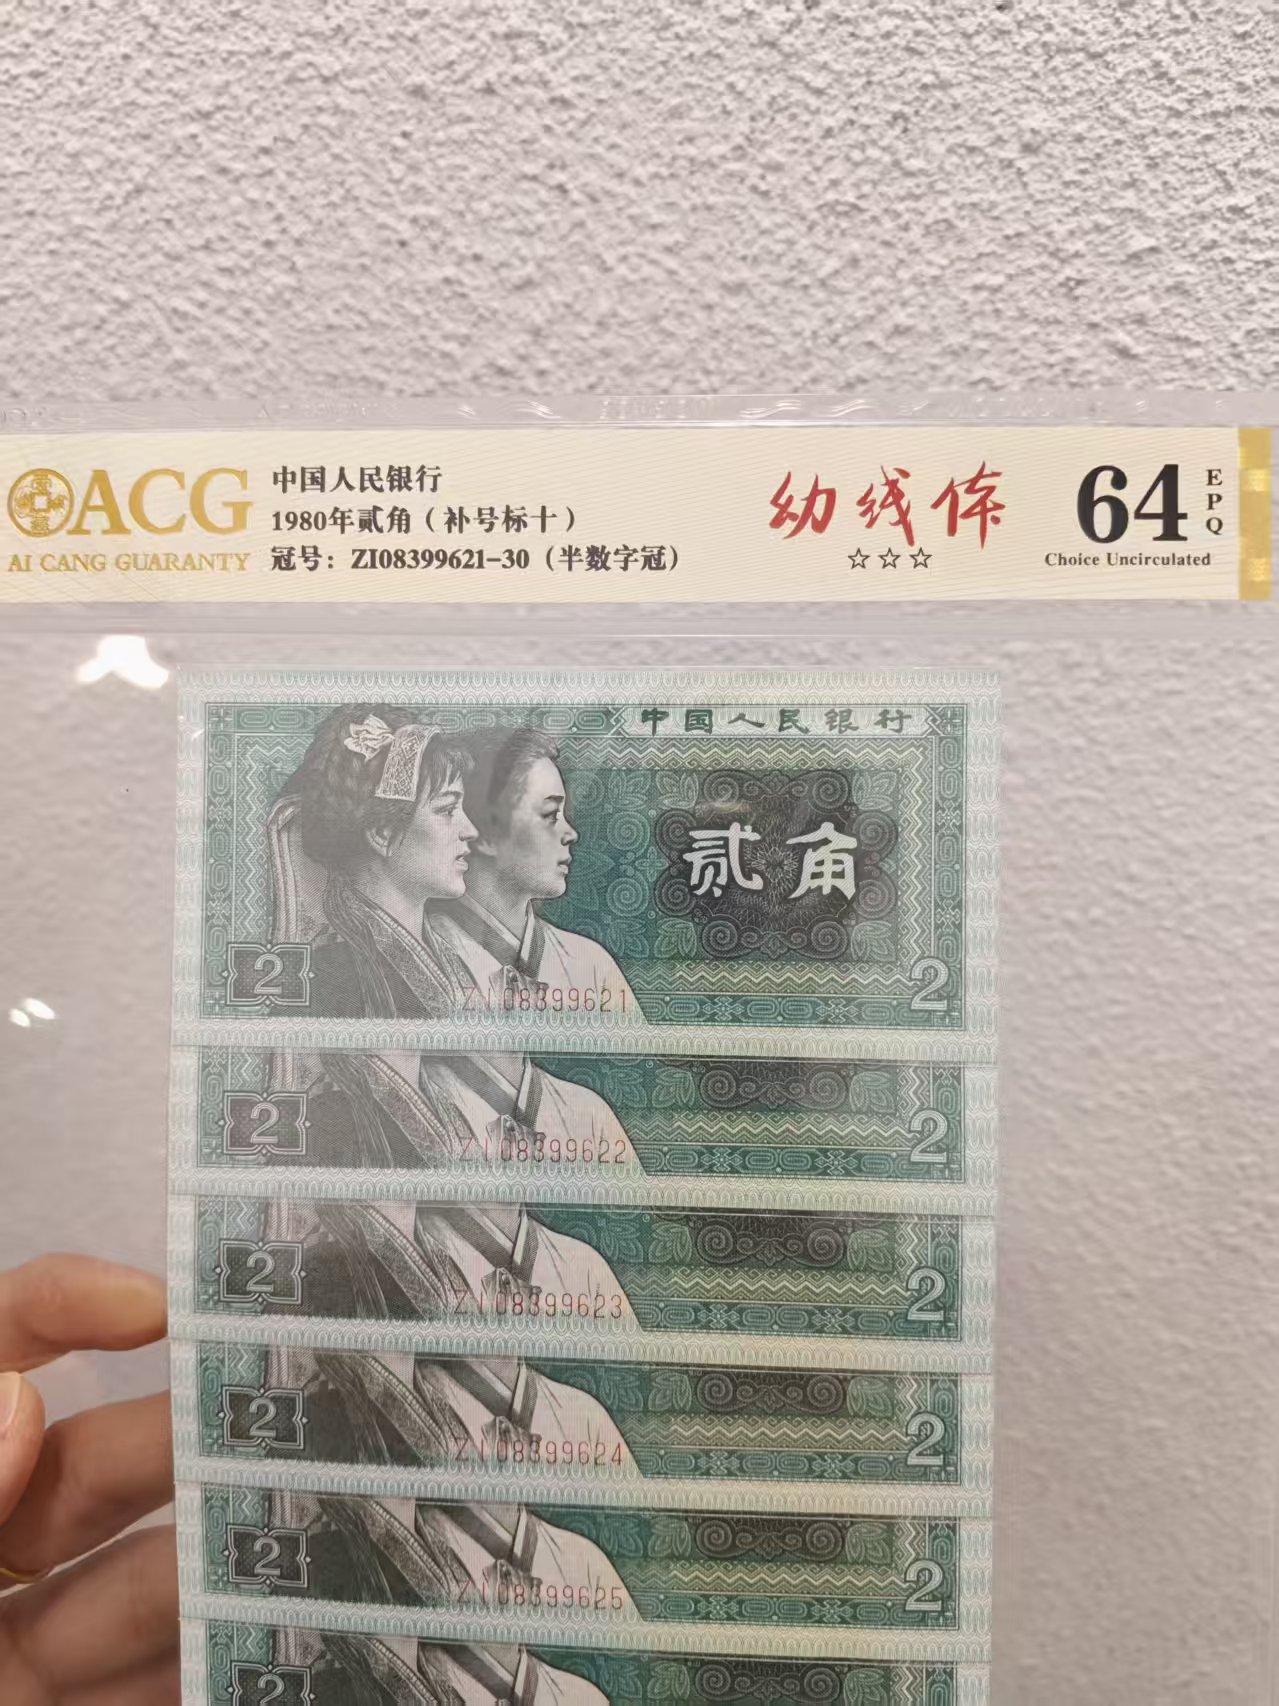 ACG
AI CANG GUARANTY
中国人民银行
1980年贰角（补号标十）
冠号：ZI08399621-30（半数字冠）
幼线体
☆☆☆
64
EPQ
Choice Uncirculated
中国人民银行
贰角
2
ZI08399621
2
2
ZI08399622
2
2
ZI08399623
2
2
ZI08399624
2
2
ZI08399625
2
2